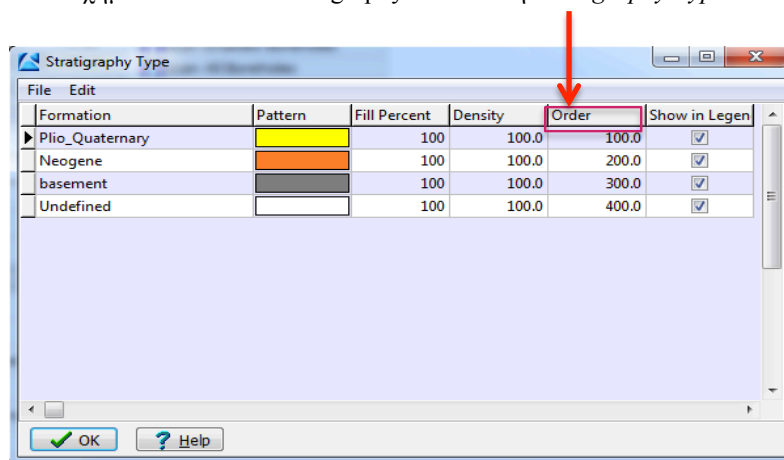 Stratigraphy Type
File Edit
Formation Pattern Fill Percent Density Order Show in Legen
Plio_Quaternary 100 100.0 100.0
Neogene 100 100.0 200.0
basement 100 100.0 300.0
Undefined 100 100.0 400.0
OK Help